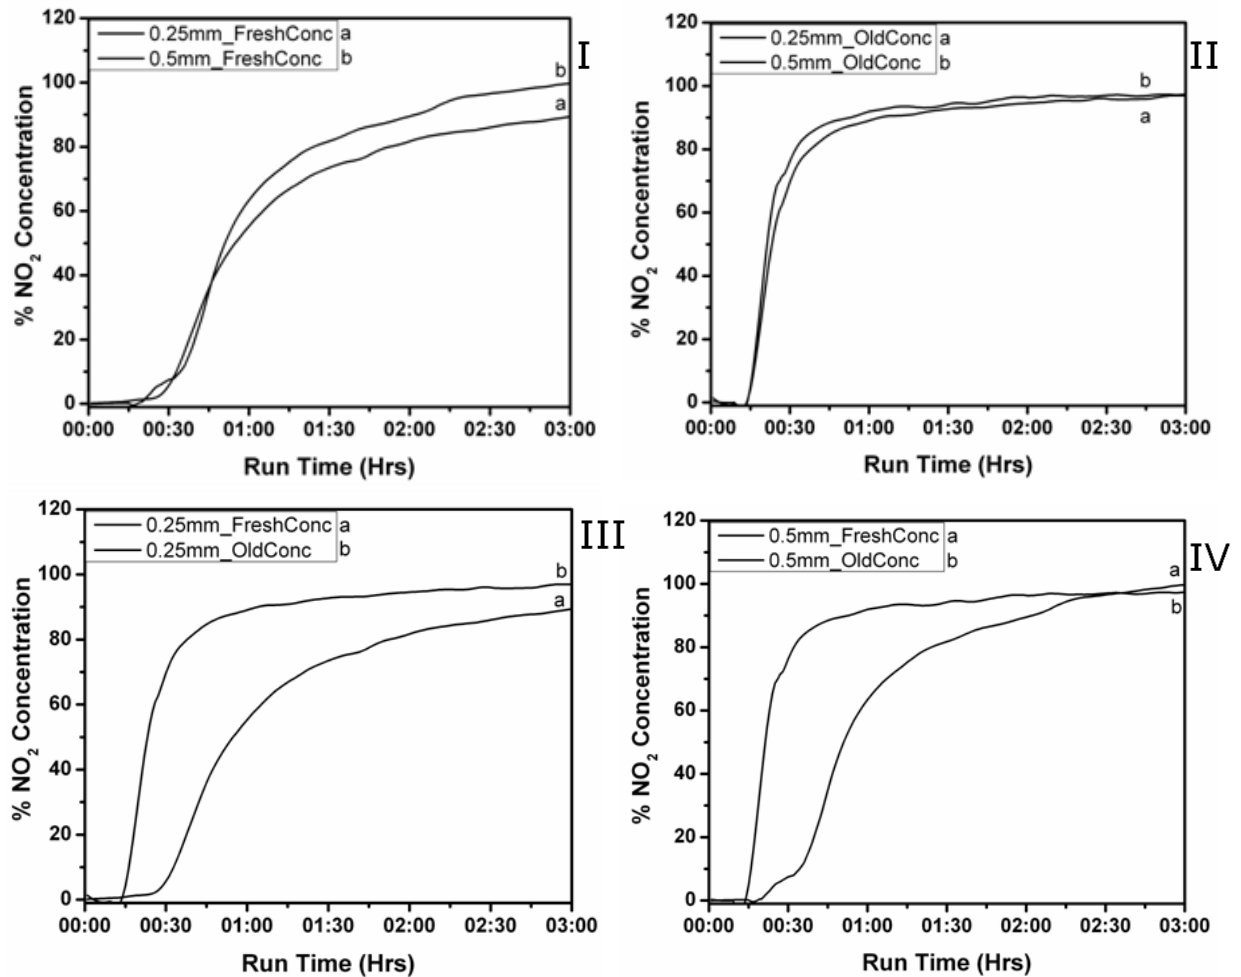 120
100
80
60
40
20
0
% NO2 Concentration
0.25mm_FreshConc a
0.5mm_FreshConc b
I
b
a
00:00 00:30 01:00 01:30 02:00 02:30 03:00
Run Time (Hrs)
120
100
80
60
40
20
0
% NO2 Concentration
0.25mm_OldConc a
0.5mm_OldConc b
II
b
a
00:00 00:30 01:00 01:30 02:00 02:30 03:00
Run Time (Hrs)
120
100
80
60
40
20
0
% NO2 Concentration
0.25mm_FreshConc a
0.25mm_OldConc b
III
b
a
00:00 00:30 01:00 01:30 02:00 02:30 03:00
Run Time (Hrs)
120
100
80
60
40
20
0
% NO2 Concentration
0.5mm_FreshConc a
0.5mm_OldConc b
IV
a
b
00:00 00:30 01:00 01:30 02:00 02:30 03:00
Run Time (Hrs)